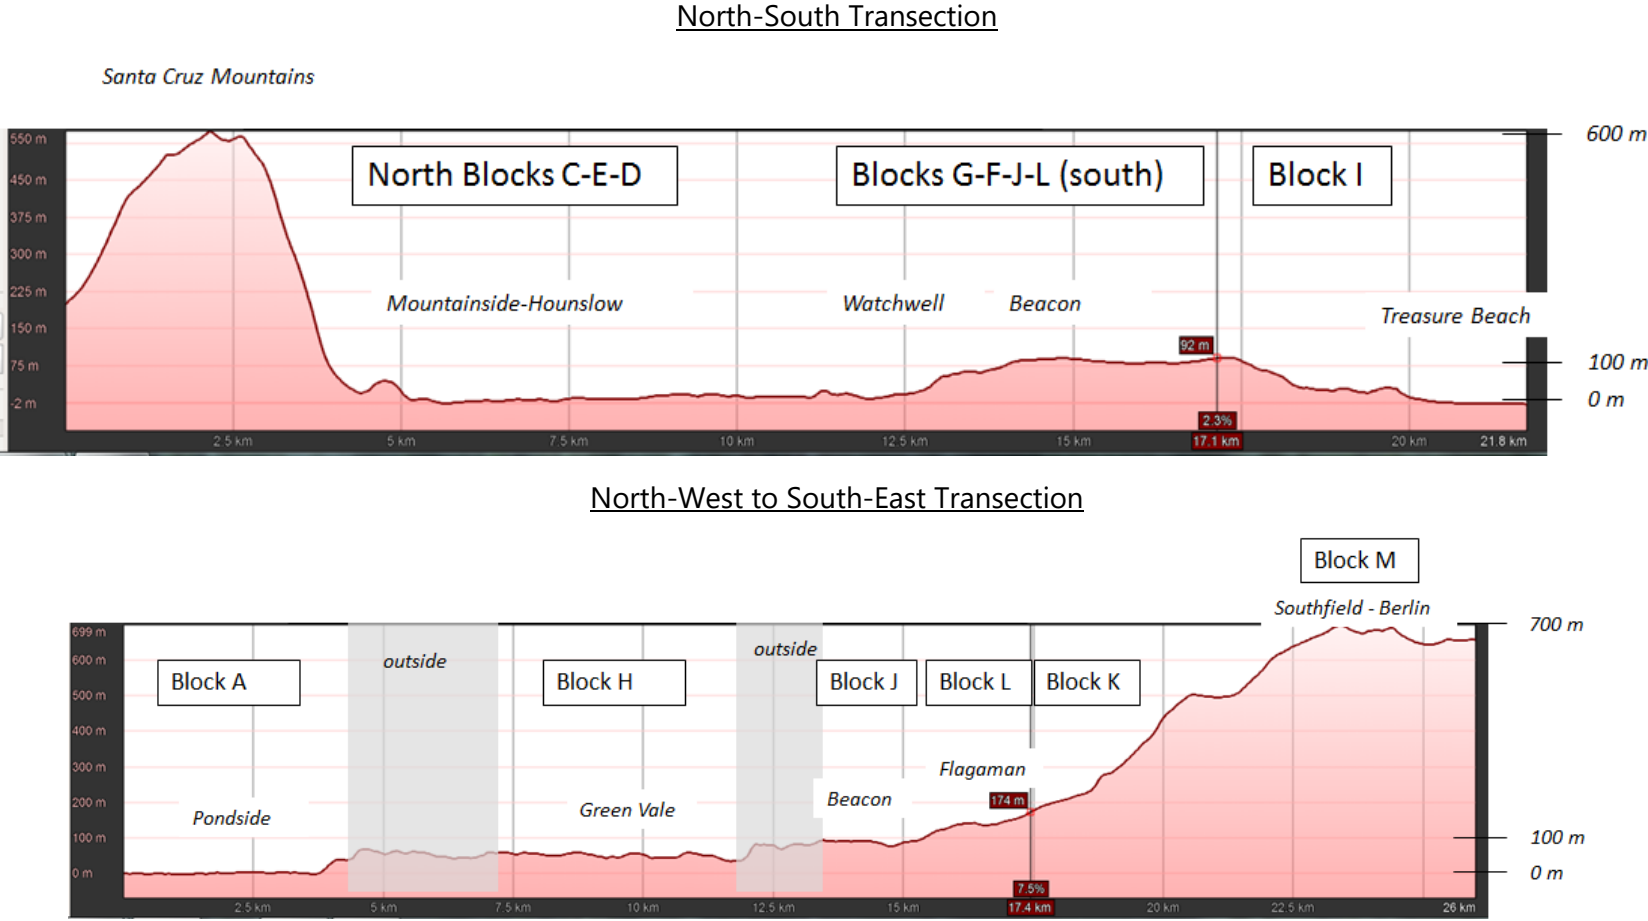 North-South Transection
Santa Cruz Mountains
550 m
450 m
375 m
300 m
225 m
150 m
75 m
-2 m
North Blocks C-E-D
Blocks G-F-J-L (south)
Block I
600 m
Mountainside-Hounslow
Watchwell
Beacon
Treasure Beach
92 m
100 m
0 m
2.3%
2.5 km
5 km
7.5 km
10 km
12.5 km
15 km
17.1 km
20 km
21.8 km
North-West to South-East Transection
Block M
Southfield - Berlin
699 m
600 m
500 m
400 m
300 m
200 m
100 m
0 m
700 m
outside
outside
Block A
Block H
Block J
Block L
Block K
Flagaman
Beacon
174 m
Pondside
Green Vale
100 m
0 m
7.5%
2.5 km
5 km
7.5 km
10 km
12.5 km
15 km
17.4 km
20 km
22.5 km
26 km